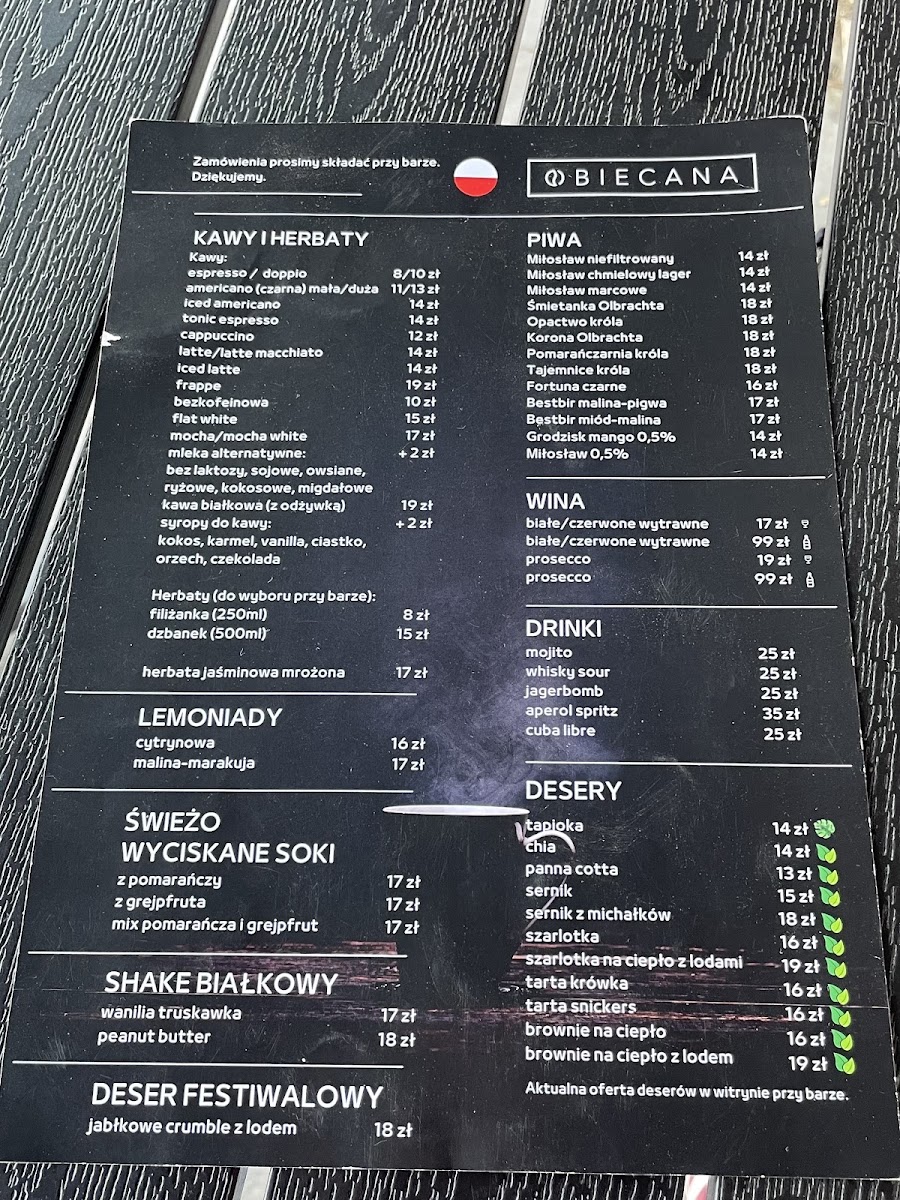 Zamówienia prosimy składać przy barze.
Dziękujemy.
BIECANA
KAWY I HERBATY
Kawy:
espresso / doppio 8/10 zł
americano (czarna) mała/duża 11/13 zł
iced americano 14 zł
tonic espresso 14 zł
cappuccino 12 zł
latte/latte macchiato 14 zł
iced latte 14 zł
frappe 19 zł
bezkofeinowa 10 zł
flat white 15 zł
mocha/mocha white 17 zł
mleka alternatywne: + 2 zł
bez laktozy, sojowe, owsiane,
ryżowe, kokosowe, migdałowe
kawa białkowa (z odżywką) 19 zł
syropy do kawy: + 2 zł
kokos, karmel, vanilla, ciastko,
orzech, czekolada
Herbaty (do wyboru przy barze):
filiżanka (250ml) 8 zł
dzbanek (500ml) 15 zł
herbata jaśminowa mrożona 17 zł
LEMONIADY
cytrynowa 16 zł
malina-marakuja 17 zł
ŚWIEŻO
WYCISKANE SOKI
z pomarańczy 17 zł
z grejpfruta 17 zł
mix pomarańcza i grejpfrut 17 zł
SHAKE BIAŁKOWY
wanilia truskawka 17 zł
peanut butter 18 zł
DESER FESTIWALOWY
jabłkowe crumble z lodem 18 zł
PIWA
Miłosław niefiltrowany 14 zł
Miłosław chmielowy lager 14 zł
Miłosław marcowe 14 zł
Śmietanka Olbrachta 18 zł
Opactwo króla 18 zł
Korona Olbrachta 18 zł
Pomarańczarnia króla 18 zł
Tajemnice króla 18 zł
Fortuna czarne 16 zł
Bestbir malina-pigwa 17 zł
Bestbir miód-malina 17 zł
Grodzisk mango 0,5% 14 zł
Miłosław 0,5% 14 zł
WINA
białe/czerwone wytrawne 17 zł
białe/czerwone wytrawne 99 zł
prosecco 19 zł
prosecco 99 zł
DRINKI
mojito 25 zł
whisky sour 25 zł
jagerbomb 25 zł
aperol spritz 35 zł
cuba libre 25 zł
DESERY
tapioka 14 zł
chia 14 zł
panna cotta 13 zł
sernik 15 zł
sernik z michałków 18 zł
szarlotka 16 zł
szarlotka na ciepło z lodami 19 zł
tarta krówka 16 zł
tarta snickers 16 zł
brownie na ciepło 16 zł
brownie na ciepło z lodem 19 zł
Aktualna oferta deserów w witrynie przy barze.